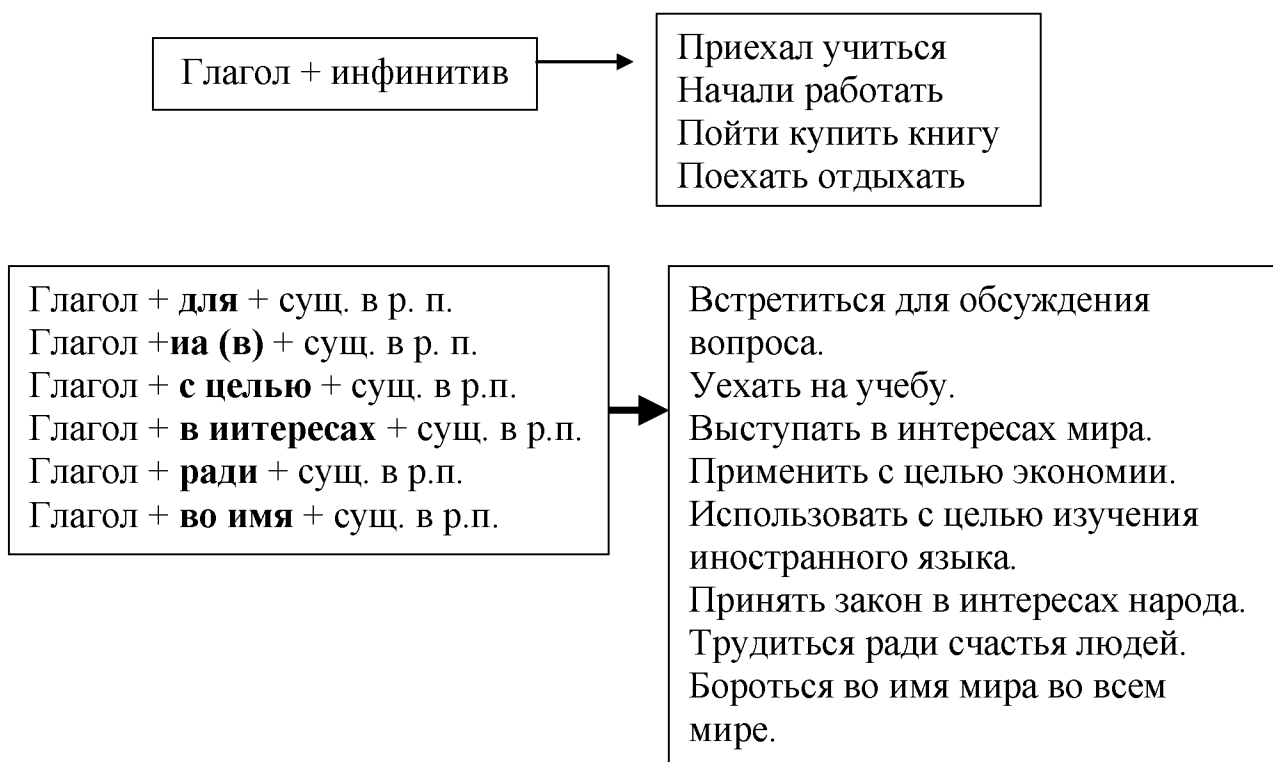 Глагол + инфинитив
Приехал учиться
Начали работать
Пойти купить книгу
Поехать отдыхать
Глагол + для + сущ. в р. п.
Глагол +иа (в) + сущ. в р. п.
Глагол + с целью + сущ. в р.п.
Глагол + в иитересах + сущ. в р.п.
Глагол + ради + сущ. в р.п.
Глагол + во имя + сущ. в р.п.
Встретиться для обсуждения
вопроса.
Уехать на учебу.
Выступать в интересах мира.
Применить с целью экономии.
Использовать с целью изучения
иностранного языка.
Принять закон в интересах народа.
Трудиться ради счастья людей.
Бороться во имя мира во всем
мире.